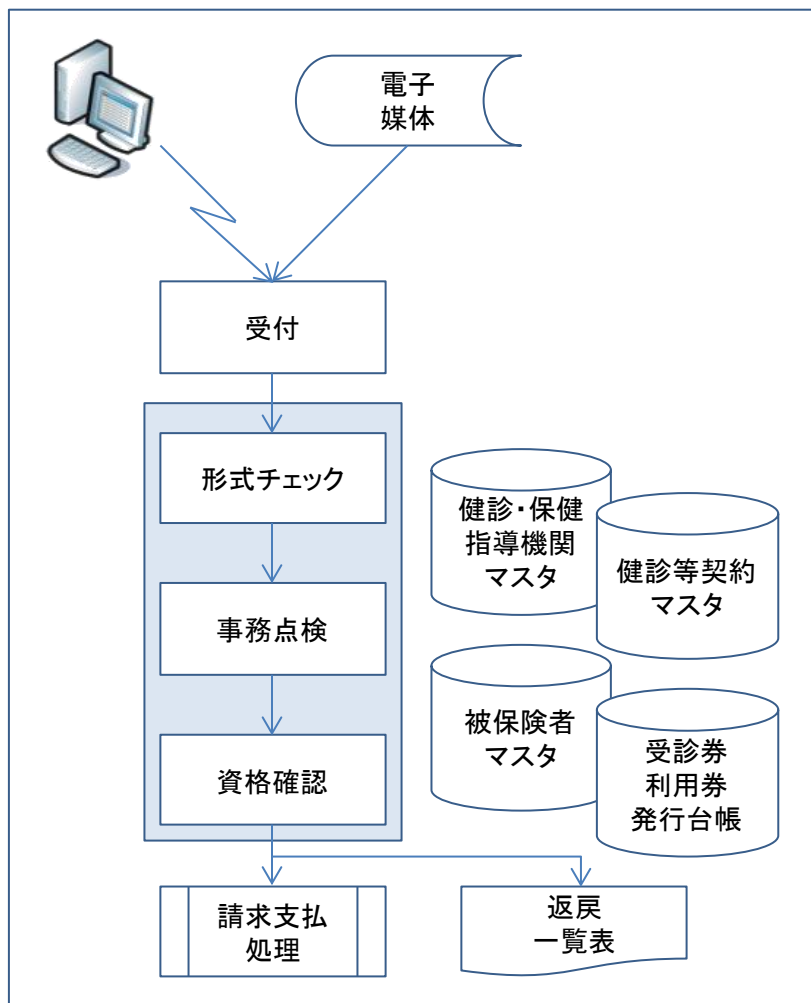 電子
媒体
受付
形式チェック
事務点検
資格確認
健診・保健
指導機関
マスタ
健診等契約
マスタ
被保険者
マスタ
受診券
利用券
発行台帳
請求支払
処理
返戻
一覧表